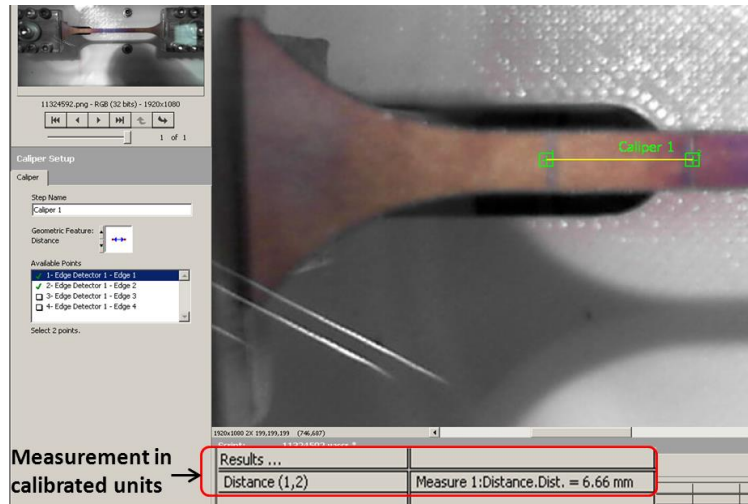 11324592.png - RGB (32 bits) - 1920x1080
1 of 1
Caliper Setup
Caliper
Step Name
Caliper 1
Geometric Feature:
Distance
Available Points
1- Edge Detector 1 - Edge 1
2- Edge Detector 1 - Edge 2
3- Edge Detector 1 - Edge 3
4- Edge Detector 1 - Edge 4
Select 2 points.
Caliper 1
1920x1080 2X 199,199,199 (746,687)
Measurement in
calibrated units
Results ...
Distance (1,2) Measure 1:Distance.Dist. = 6.66 mm